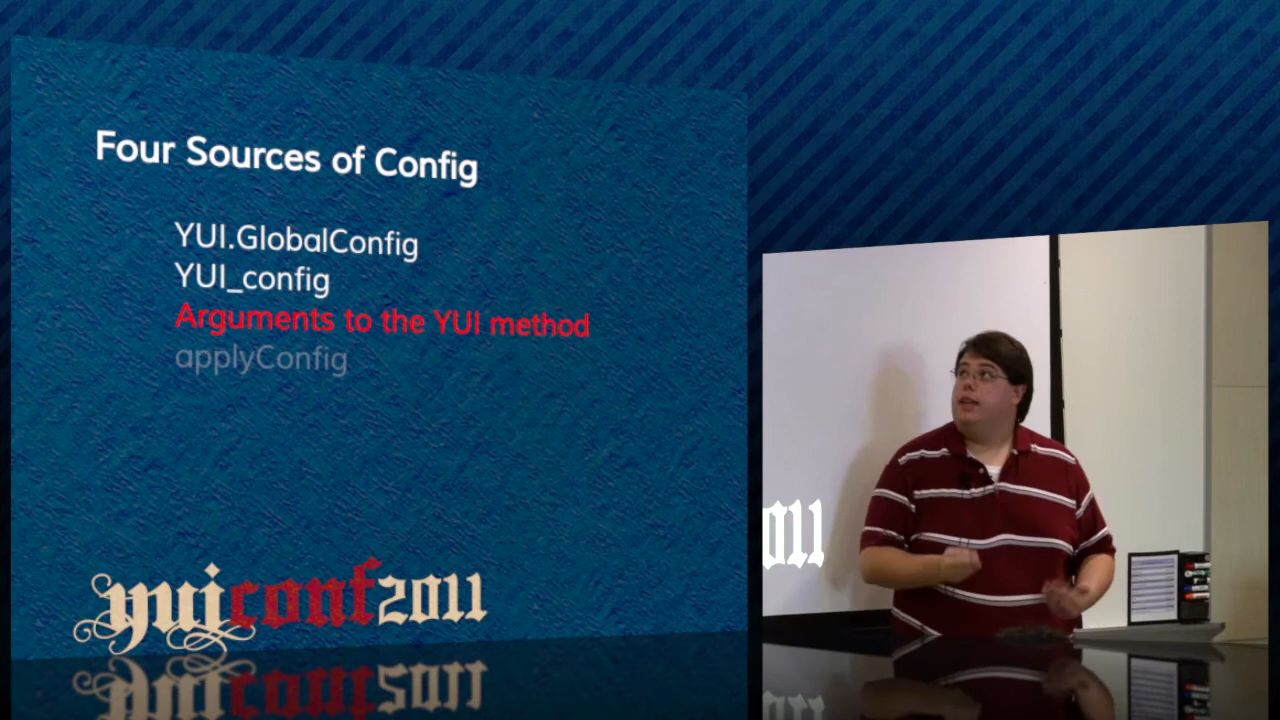 Four Sources of Config
YUI.GlobalConfig
YUI_config
Arguments to the YUI method
applyConfig
yuiconf2011
011